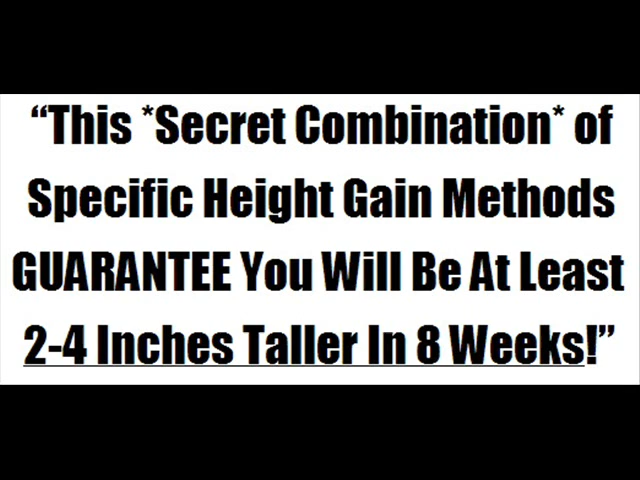 “This *Secret Combination* of
Specific Height Gain Methods
GUARANTEE You Will Be At Least
2-4 Inches Taller In 8 Weeks!”